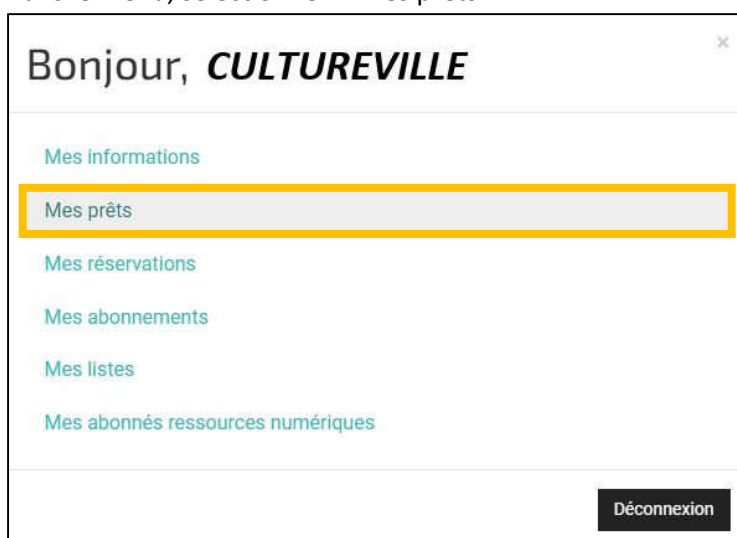 Bonjour, CULTUREVILLE
×
Mes informations
Mes prêts
Mes réservations
Mes abonnements
Mes listes
Mes abonnés ressources numériques
Déconnexion